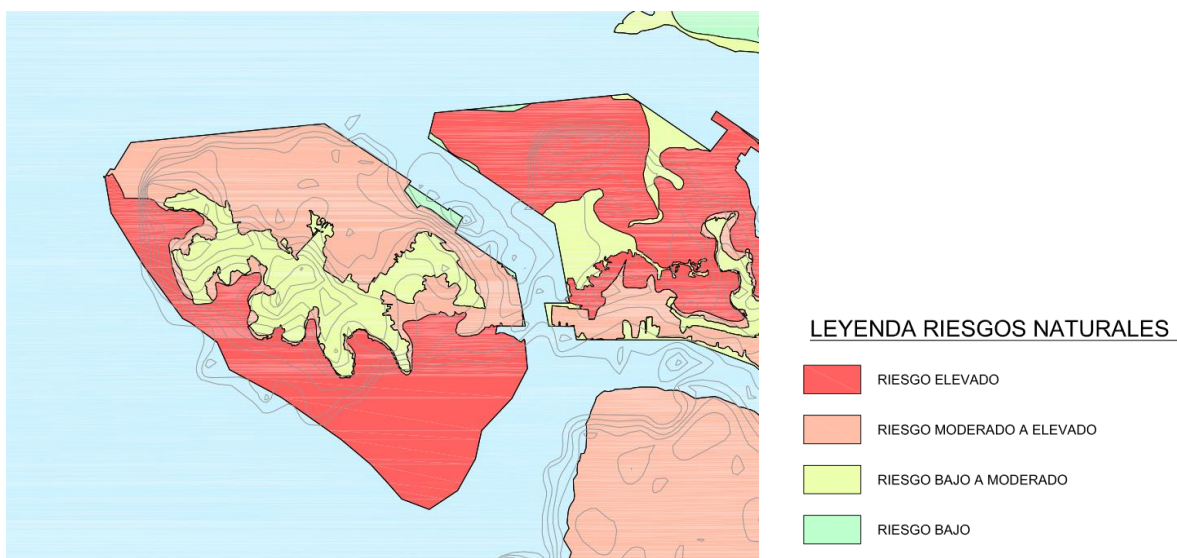 LEYENDA RIESGOS NATURALES
RIESGO ELEVADO
RIESGO MODERADO A ELEVADO
RIESGO BAJO A MODERADO
RIESGO BAJO